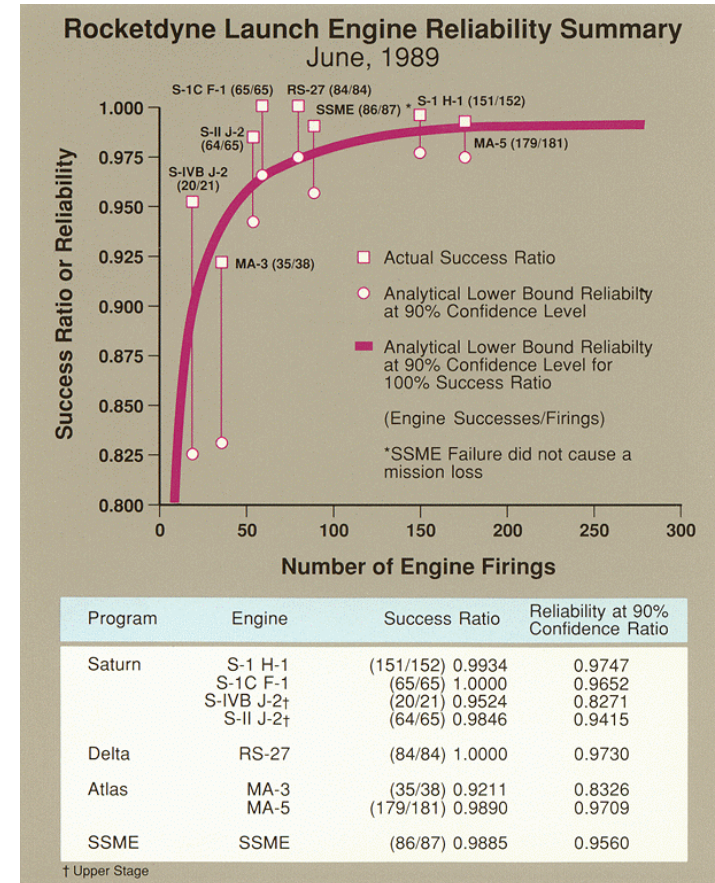 Rocketdyne Launch Engine Reliability Summary
June, 1989
S-1C F-1 (65/65) RS-27 (84/84)
SSME (86/87) * S-1 H-1 (151/152)
S-II J-2
(64/65)
MA-5 (179/181)
S-IVB J-2
(20/21)
MA-3 (35/38)
Success Ratio or Reliability
1.000
0.975
0.950
0.925
0.900
0.875
0.850
0.825
0.800
0 50 100 150 200 250 300
Number of Engine Firings
Actual Success Ratio
Analytical Lower Bound Reliabilty
at 90% Confidence Level
Analytical Lower Bound Reliabilty
at 90% Confidence Level for
100% Success Ratio
(Engine Successes/Firings)
*SSME Failure did not cause a
mission loss
Program Engine Success Ratio Reliability at 90%
Confidence Ratio
Saturn S-1 H-1 (151/152) 0.9934 0.9747
S-1C F-1 (65/65) 1.0000 0.9652
S-IVB J-2† (20/21) 0.9524 0.8271
S-II J-2† (64/65) 0.9846 0.9415
Delta RS-27 (84/84) 1.0000 0.9730
Atlas MA-3 (35/38) 0.9211 0.8326
MA-5 (179/181) 0.9890 0.9709
SSME SSME (86/87) 0.9885 0.9560
† Upper Stage